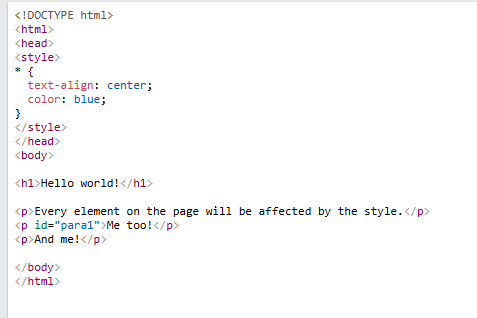 <!DOCTYPE html>
<html>
<head>
<style>
* {
  text-align: center;
  color: blue;
}
</style>
</head>
<body>

<h1>Hello world!</h1>

<p>Every element on the page will be affected by the style.</p>
<p id="para1">Me too!</p>
<p>And me!</p>

</body>
</html>